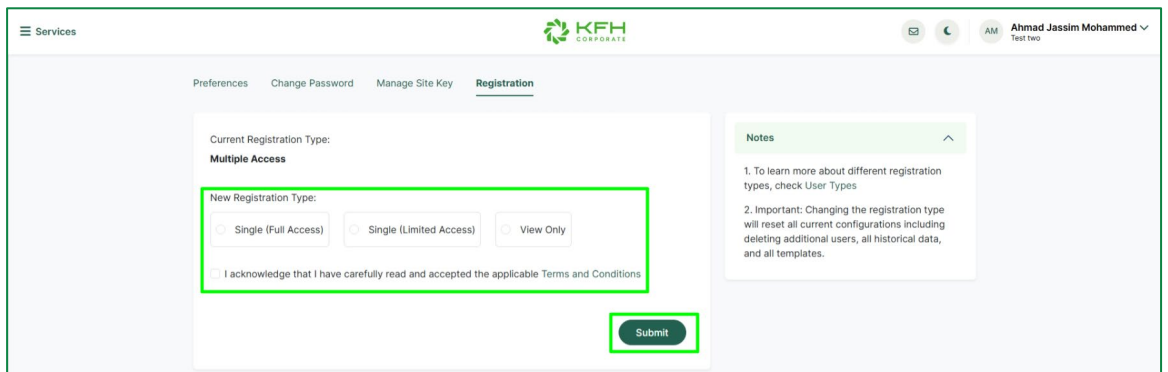 Services
KFH
CORPORATE
AM
Ahmad Jassim Mohammed
Test two
Preferences Change Password Manage Site Key Registration
Current Registration Type:
Multiple Access
New Registration Type:
Single (Full Access) Single (Limited Access) View Only
I acknowledge that I have carefully read and accepted the applicable Terms and Conditions
Submit
Notes
1. To learn more about different registration
types, check User Types
2. Important: Changing the registration type
will reset all current configurations including
deleting additional users, all historical data,
and all templates.